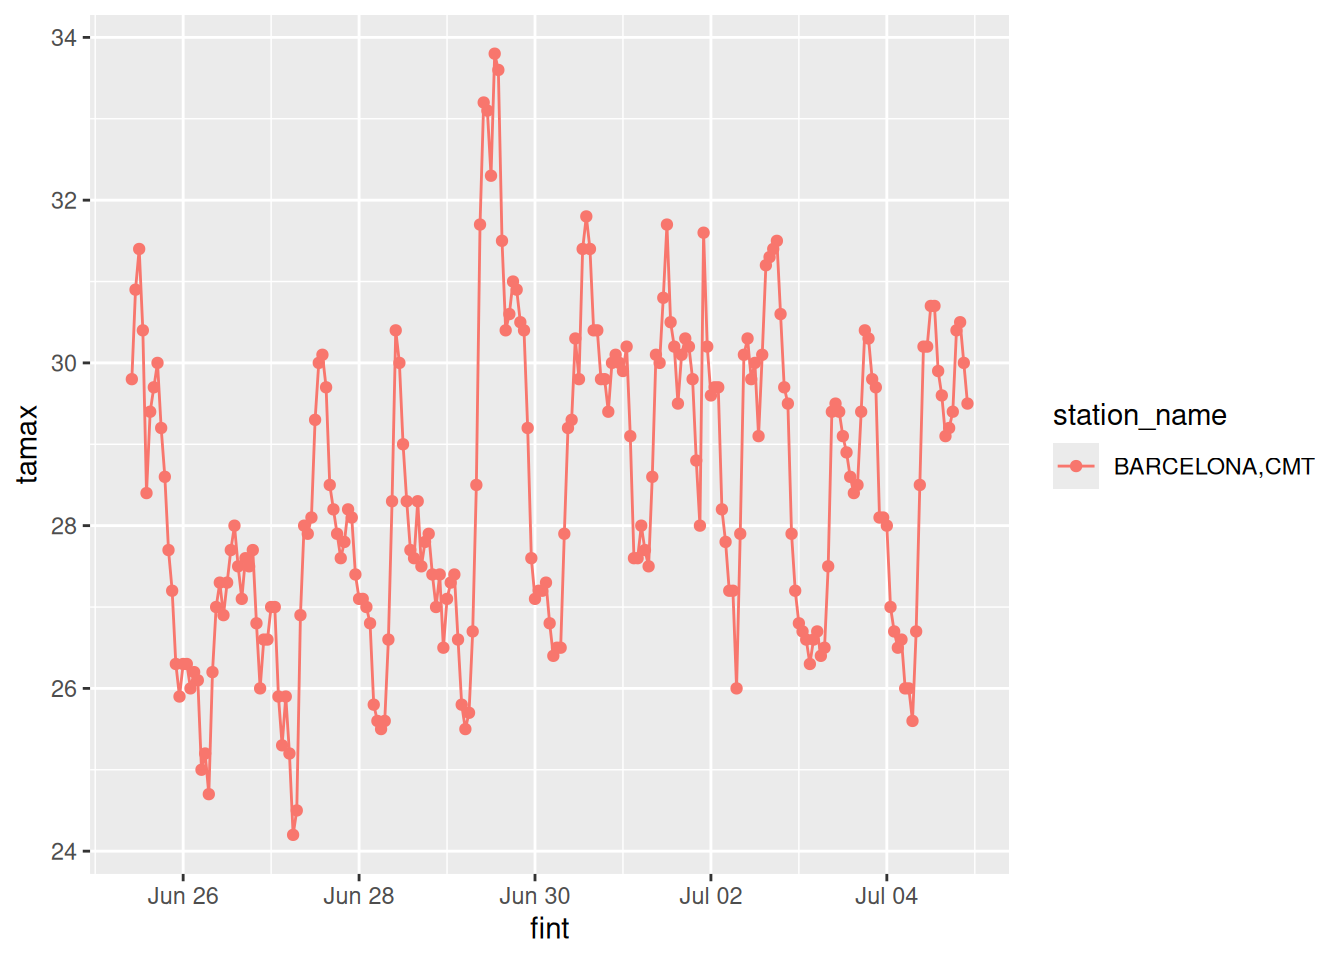 34
32
30
28
26
24
tamax
Jun 26
Jun 28
Jun 30
Jul 02
Jul 04
fint
station_name
BARCELONA,CMT